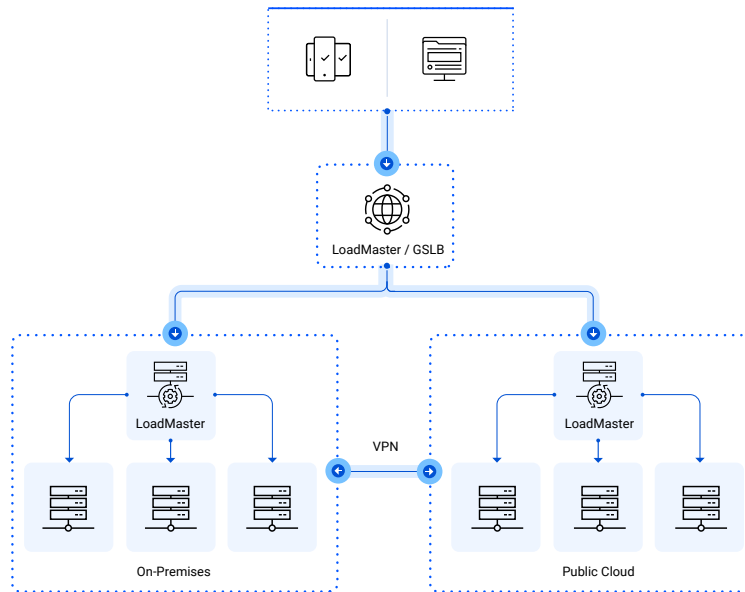 LoadMaster / GSLB
LoadMaster
LoadMaster
VPN
On-Premises
Public Cloud